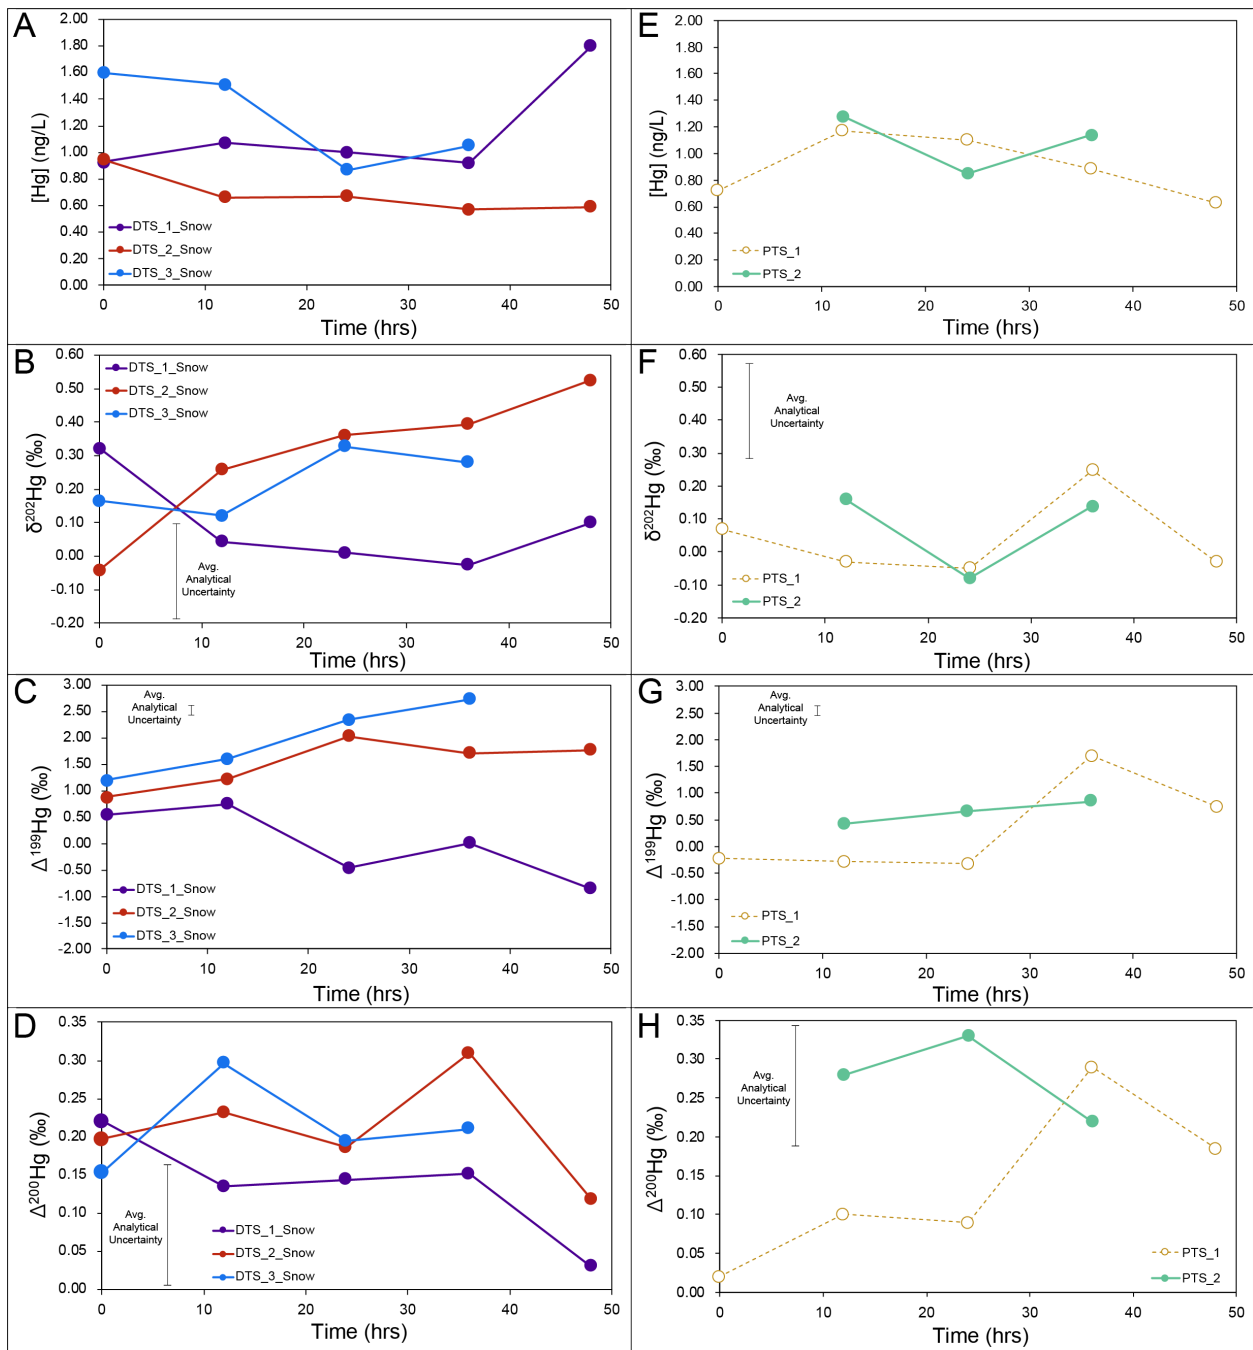 A
2.00
1.80
1.60
1.40
1.20
1.00
0.80
0.60
0.40
0.20
0.00
[Hg] (ng/L)
DTS_1_Snow
DTS_2_Snow
DTS_3_Snow
0 10 20 30 40 50
Time (hrs)
E
2.00
1.80
1.60
1.40
1.20
1.00
0.80
0.60
0.40
0.20
0.00
[Hg] (ng/L)
PTS_1
PTS_2
0 10 20 30 40 50
Time (hrs)
B
0.60
0.50
0.40
0.30
0.20
0.10
0.00
-0.10
-0.20
δ²⁰²Hg (‰)
DTS_1_Snow
DTS_2_Snow
DTS_3_Snow
Avg.
Analytical
Uncertainty
0 10 20 30 40 50
Time (hrs)
F
0.60
0.50
0.40
0.30
0.20
0.10
0.00
-0.10
-0.20
δ²⁰²Hg (‰)
Avg.
Analytical
Uncertainty
PTS_1
PTS_2
0 10 20 30 40 50
Time (hrs)
C
3.00
2.50
2.00
1.50
1.00
0.50
0.00
-0.50
-1.00
-1.50
-2.00
Δ¹⁹⁹Hg (‰)
Avg.
Analytical
Uncertainty
DTS_1_Snow
DTS_2_Snow
DTS_3_Snow
0 10 20 30 40 50
Time (hrs)
G
3.00
2.50
2.00
1.50
1.00
0.50
0.00
-0.50
-1.00
-1.50
-2.00
Δ¹⁹⁹Hg (‰)
Avg.
Analytical
Uncertainty
PTS_1
PTS_2
0 10 20 30 40 50
Time (hrs)
D
0.35
0.30
0.25
0.20
0.15
0.10
0.05
0.00
Δ²⁰⁰Hg (‰)
Avg.
Analytical
Uncertainty
DTS_1_Snow
DTS_2_Snow
DTS_3_Snow
0 10 20 30 40 50
Time (hrs)
H
0.35
0.30
0.25
0.20
0.15
0.10
0.05
0.00
Δ²⁰⁰Hg (‰)
Avg.
Analytical
Uncertainty
PTS_1
PTS_2
0 10 20 30 40 50
Time (hrs)